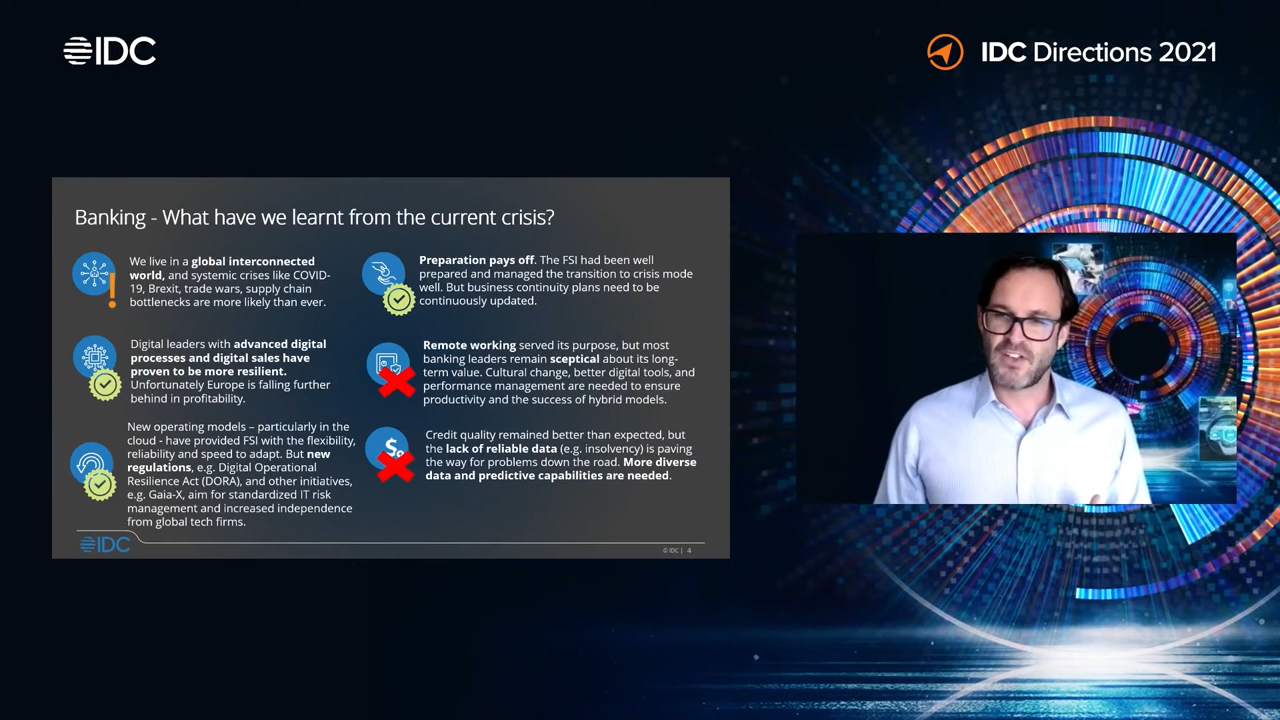 IDC
IDC Directions 2021
Banking - What have we learnt from the current crisis?
We live in a global interconnected
world, and systemic crises like COVID-
19, Brexit, trade wars, supply chain
bottlenecks are more likely than ever.
Digital leaders with advanced digital
processes and digital sales have
proven to be more resilient.
Unfortunately Europe is falling further
behind in profitability.
New operating models – particularly in the
cloud - have provided FSI with the flexibility,
reliability and speed to adapt. But new
regulations, e.g. Digital Operational
Resilience Act (DORA), and other initiatives,
e.g. Gaia-X, aim for standardized IT risk
management and increased independence
from global tech firms.
Preparation pays off. The FSI had been well
prepared and managed the transition to crisis mode
well. But business continuity plans need to be
continuously updated.
Remote working served its purpose, but most
banking leaders remain sceptical about its long-
term value. Cultural change, better digital tools, and
performance management are needed to ensure
productivity and the success of hybrid models.
Credit quality remained better than expected, but
the lack of reliable data (e.g. insolvency) is paving
the way for problems down the road. More diverse
data and predictive capabilities are needed.
IDC
© IDC | 4